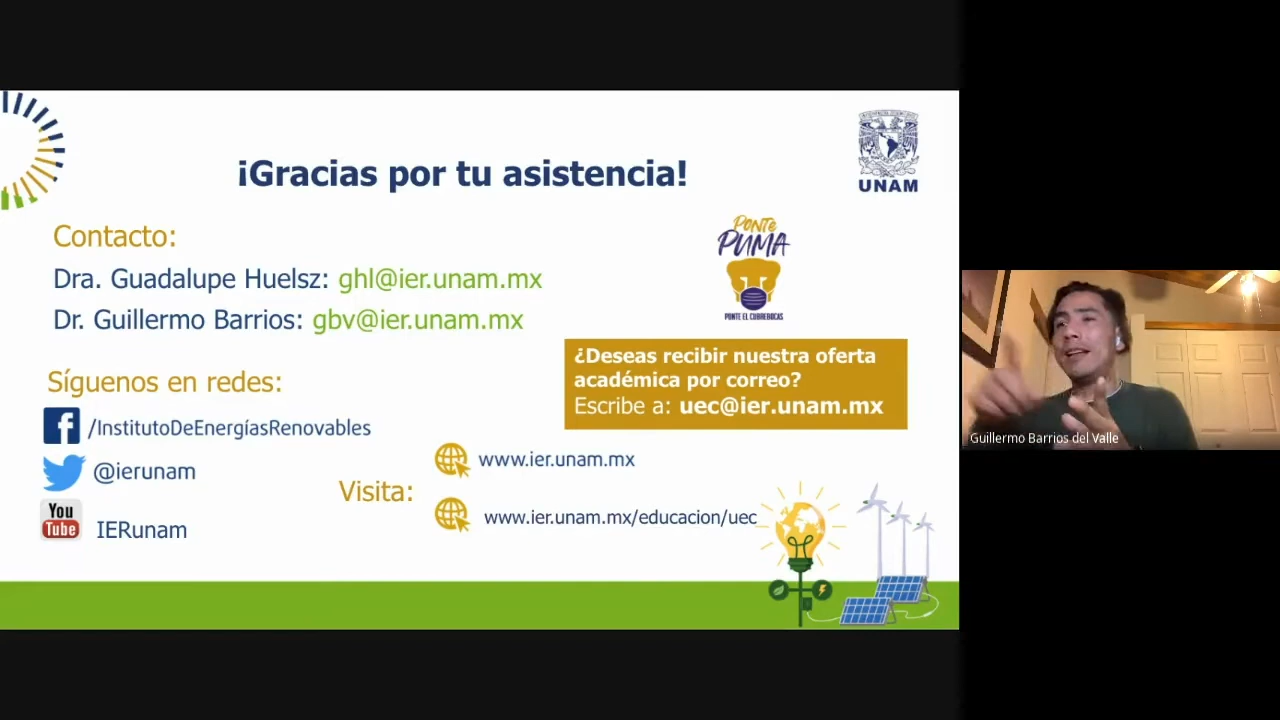 ¡Gracias por tu asistencia!
UNAM
Contacto:
Dra. Guadalupe Huelsz: ghl@ier.unam.mx
Dr. Guillermo Barrios: gbv@ier.unam.mx
PONTE
PUMA
PONTE EL CUBREBOCAS
¿Deseas recibir nuestra oferta
académica por correo?
Escribe a: uec@ier.unam.mx
Síguenos en redes:
/InstitutoDeEnergíasRenovables
@ierunam
You
Tube
IERunam
Visita:
www.ier.unam.mx
www.ier.unam.mx/educacion/uec
Guillermo Barrios del Valle